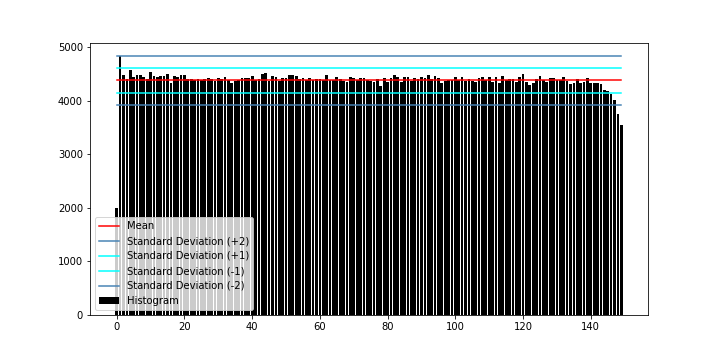 5000
4000
3000
2000
1000
0
Mean
Standard Deviation (+2)
Standard Deviation (+1)
Standard Deviation (-1)
Standard Deviation (-2)
Histogram
0 20 40 60 80 100 120 140